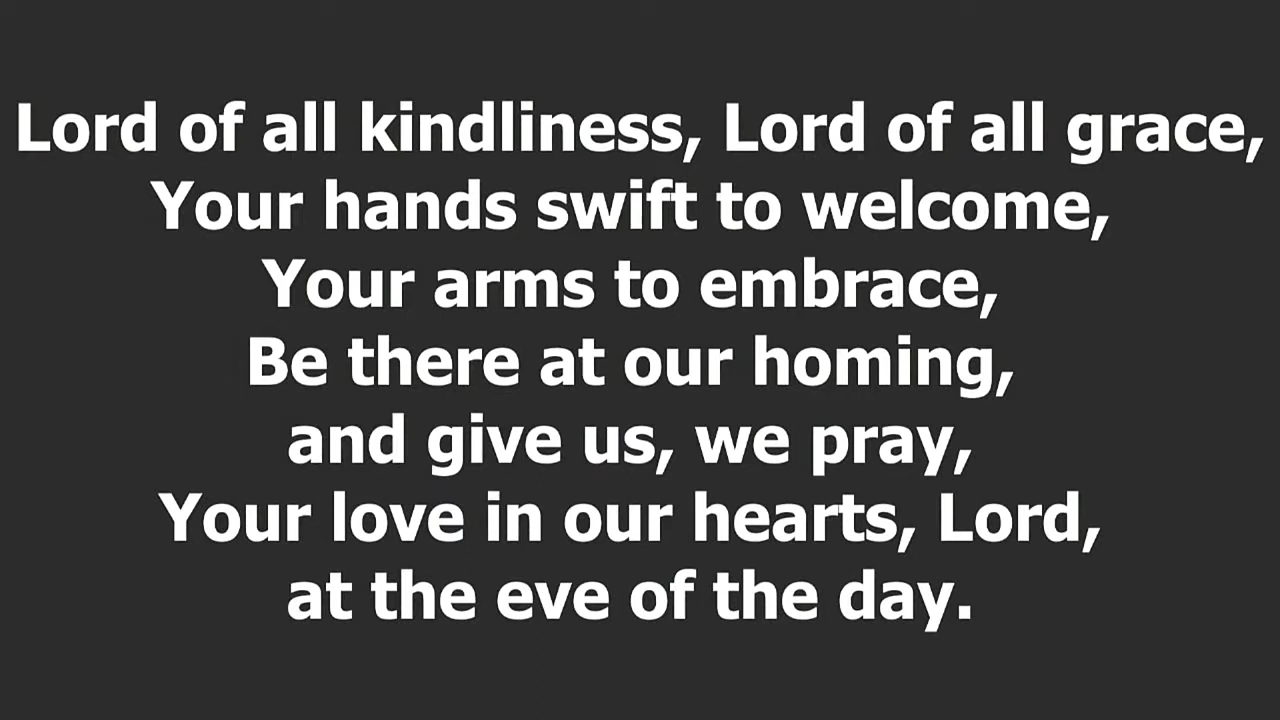 Lord of all kindliness, Lord of all grace,
Your hands swift to welcome,
Your arms to embrace,
Be there at our homing,
and give us, we pray,
Your love in our hearts, Lord,
at the eve of the day.